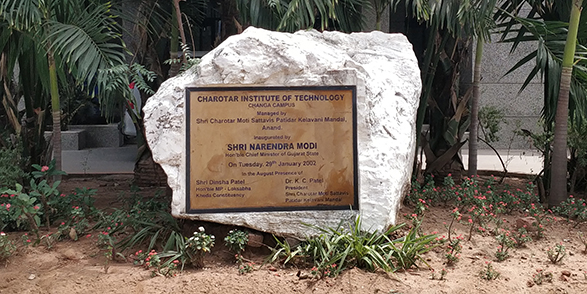 CHAROTAR INSTITUTE OF TECHNOLOGY
CHANGA CAMPUS
Managed by
Shri Charotar Moti Sattavis Patidar Kelavani Mandal,
Anand.
inaugurated by
SHRI NARENDRA MODI
Hon'ble Chief Minister of Gujarat State
On Tuesday, 29th January 2002
in the August Presence of
Shri Dinsha Patel
Hon'ble MP - Loksabha
Kheda Constituency
Dr. K. C. Patel
President
Shri Charotar Moti Sattavis
Patidar Kelavani Mandal